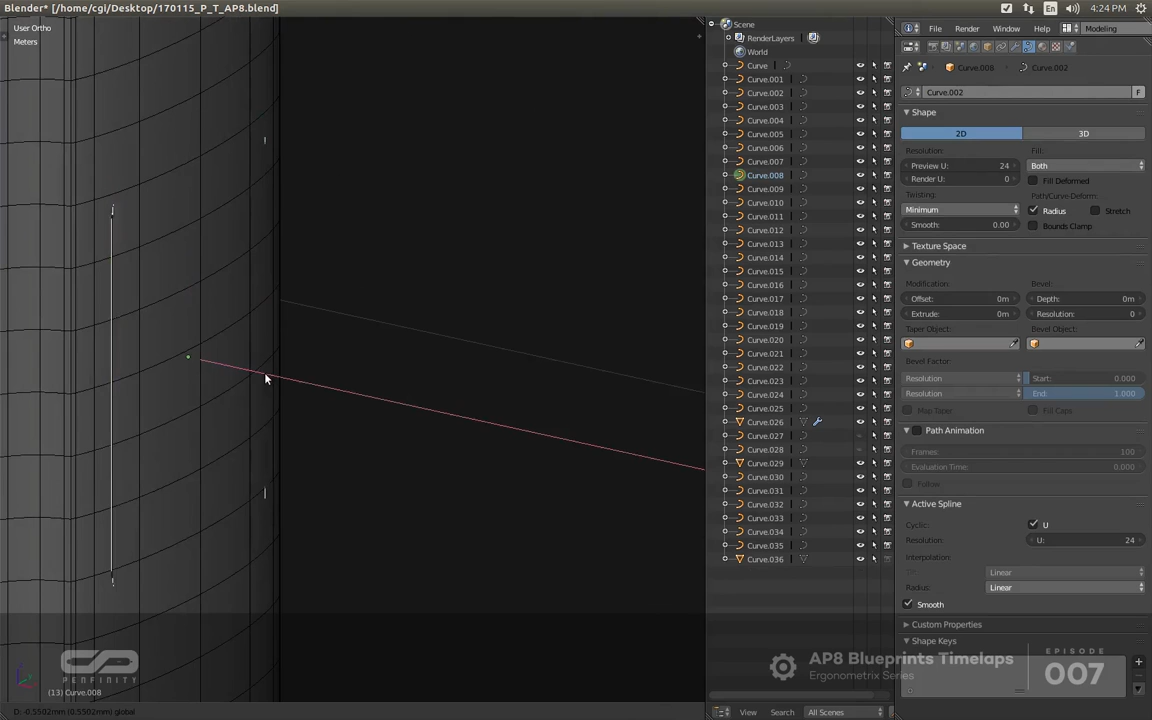 Blender* [/home/cgi/Desktop/170115_P_T_AP8.blend]
En
4:24 PM
User Ortho
Meters
Scene
RenderLayers
World
Curve
Curve.001
Curve.002
Curve.003
Curve.004
Curve.005
Curve.006
Curve.007
Curve.008
Curve.009
Curve.010
Curve.011
Curve.012
Curve.013
Curve.014
Curve.015
Curve.016
Curve.017
Curve.018
Curve.019
Curve.020
Curve.021
Curve.022
Curve.023
Curve.024
Curve.025
Curve.026
Curve.027
Curve.028
Curve.029
Curve.030
Curve.031
Curve.032
Curve.033
Curve.034
Curve.035
Curve.036
View Search All Scenes
File Render Window Help Modeling
Curve.008 Curve.002
Curve.002 F
Shape
2D 3D
Resolution: Fill:
Preview U: 24 Both
Render U: 0 Fill Deformed
Twisting: Path/Curve-Deform:
Minimum Radius Stretch
Smooth: 0.00 Bounds Clamp
Texture Space
Geometry
Modification: Bevel:
Offset: 0m Depth: 0m
Extrude: 0m Resolution: 0
Taper Object: Bevel Object:
Bevel Factor:
Resolution Start: 0.000
Resolution End: 1.000
Map Taper Fill Caps
Path Animation
Frames: 100
Evaluation Time: 0.000
Follow
Active Spline
Cyclic: U
Resolution: U: 24
Interpolation:
Linear
Radius: Linear
Smooth
Custom Properties
Shape Keys
PENFINITY
(13) Curve.008
D: -0.5502mm (0.5502mm) global
AP8 Blueprints Timelaps
Ergonometrix Series
EPISODE
007